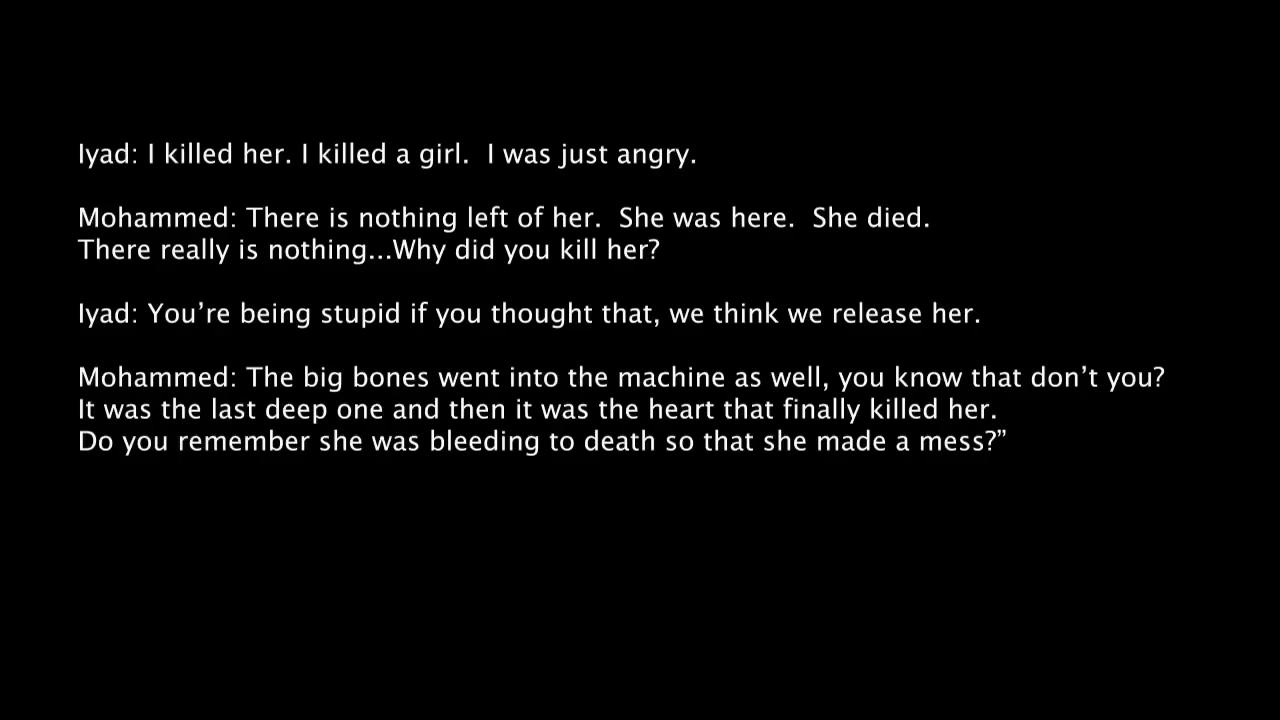 Iyad: I killed her. I killed a girl.  I was just angry.
Mohammed: There is nothing left of her.  She was here.  She died.
There really is nothing...Why did you kill her?
Iyad: You’re being stupid if you thought that, we think we release her.
Mohammed: The big bones went into the machine as well, you know that don’t you?
It was the last deep one and then it was the heart that finally killed her.
Do you remember she was bleeding to death so that she made a mess?”